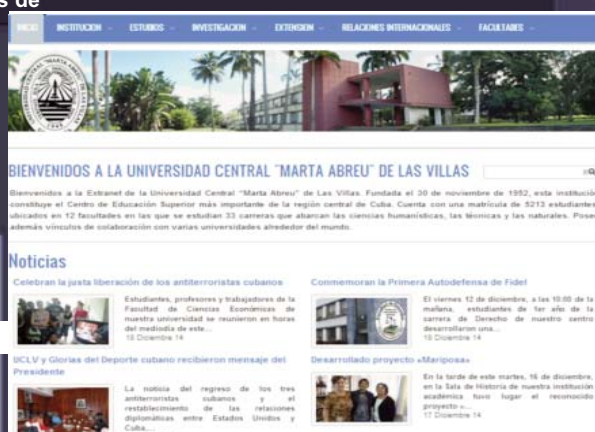 s de
INICIO INSTITUCION ESTUDIOS INVESTIGACION EXTENSION RELACIONES INTERNACIONALES FACULTADES
BIENVENIDOS A LA UNIVERSIDAD CENTRAL "MARTA ABREU" DE LAS VILLAS
Bienvenidos a la Extranet de la Universidad Central "Marta Abreu" de Las Villas. Fundada el 30 de noviembre de 1952, esta institución
constituye el Centro de Educación Superior más importante de la región central de Cuba. Cuenta con una matrícula de 5213 estudiantes
ubicados en 12 facultades en las que se estudian 33 carreras que abarcan las ciencias humanísticas, las técnicas y las naturales. Posee
además vínculos de colaboración con varias universidades alrededor del mundo.
Noticias
Celebran la justa liberación de los antiterroristas cubanos
Estudiantes, profesores y trabajadores de la
Facultad de Ciencias Económicas de
nuestra universidad se reunieron en horas
del mediodía de este...
18 Diciembre 14
Conmemoran la Primera Autodefensa de Fidel
El viernes 12 de diciembre, a las 10:00 de la
mañana, estudiantes de 1er año de la
carrera de Derecho de nuestro centro
desarrollaron una...
18 Diciembre 14
UCLV y Glorias del Deporte cubano recibieron mensaje del
Presidente
La noticia del regreso de los tres
antiterroristas cubanos y el
restablecimiento de las relaciones
diplomáticas entre Estados Unidos y
Cuba,...
Desarrollado proyecto «Mariposa»
En la tarde de este martes, 16 de diciembre,
en la Sala de Historia de nuestra institución
académica tuvo lugar el reconocido
proyecto «...
17 Diciembre 14